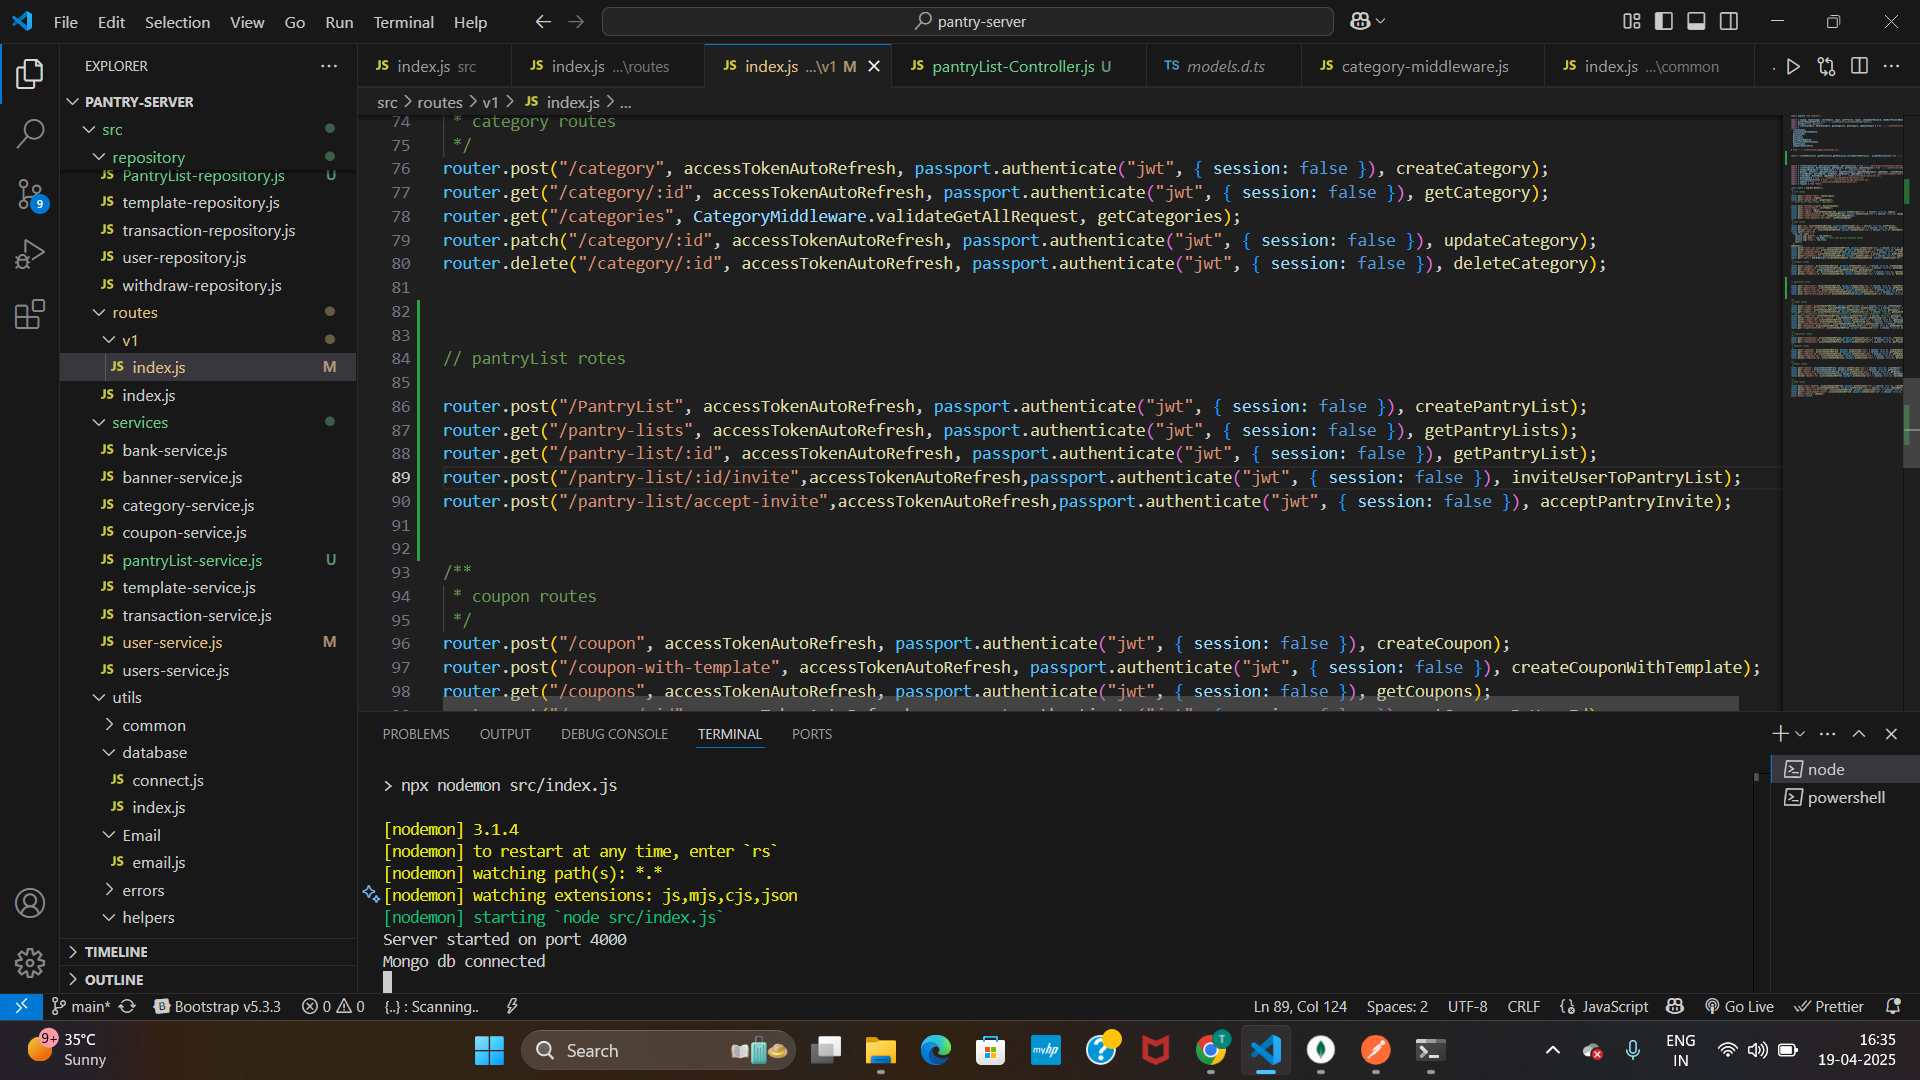 File Edit Selection View Go Run Terminal Help
pantry-server
EXPLORER
PANTRY-SERVER
src
repository
PantryList-repository.js U
template-repository.js
transaction-repository.js
user-repository.js
withdraw-repository.js
routes
v1
index.js M
index.js
services
bank-service.js
banner-service.js
category-service.js
coupon-service.js
pantryList-service.js U
template-service.js
transaction-service.js
user-service.js M
users-service.js
utils
common
database
connect.js
index.js
Email
email.js
errors
helpers
TIMELINE
OUTLINE
index.js src
index.js ...\routes
index.js ...\v1 M
pantryList-Controller.js U
models.d.ts
category-middleware.js
index.js ...\common
src > routes > v1 > JS index.js > ...
74 * category routes
75 */
76 router.post("/category", accessTokenAutoRefresh, passport.authenticate("jwt", { session: false }), createCategory);
77 router.get("/category/:id", accessTokenAutoRefresh, passport.authenticate("jwt", { session: false }), getCategory);
78 router.get("/categories", CategoryMiddleware.validateGetAllRequest, getCategories);
79 router.patch("/category/:id", accessTokenAutoRefresh, passport.authenticate("jwt", { session: false }), updateCategory);
80 router.delete("/category/:id", accessTokenAutoRefresh, passport.authenticate("jwt", { session: false }), deleteCategory);
81
82
83
84 // pantryList rotes
85
86 router.post("/PantryList", accessTokenAutoRefresh, passport.authenticate("jwt", { session: false }), createPantryList);
87 router.get("/pantry-lists", accessTokenAutoRefresh, passport.authenticate("jwt", { session: false }), getPantryLists);
88 router.get("/pantry-list/:id", accessTokenAutoRefresh, passport.authenticate("jwt", { session: false }), getPantryList);
89 router.post("/pantry-list/:id/invite",accessTokenAutoRefresh,passport.authenticate("jwt", { session: false }), inviteUserToPantryList);
90 router.post("/pantry-list/accept-invite",accessTokenAutoRefresh,passport.authenticate("jwt", { session: false }), acceptPantryInvite);
91
92
93 /**
94 * coupon routes
95 */
96 router.post("/coupon", accessTokenAutoRefresh, passport.authenticate("jwt", { session: false }), createCoupon);
97 router.post("/coupon-with-template", accessTokenAutoRefresh, passport.authenticate("jwt", { session: false }), createCouponWithTemplate);
98 router.get("/coupons", accessTokenAutoRefresh, passport.authenticate("jwt", { session: false }), getCoupons);
PROBLEMS OUTPUT DEBUG CONSOLE TERMINAL PORTS
> npx nodemon src/index.js
[nodemon] 3.1.4
[nodemon] to restart at any time, enter `rs`
[nodemon] watching path(s): *.*
[nodemon] watching extensions: js,mjs,cjs,json
[nodemon] starting `node src/index.js`
Server started on port 4000
Mongo db connected
node
powershell
main* Bootstrap v5.3.3 0 0 {..} : Scanning..
Ln 89, Col 124 Spaces: 2 UTF-8 CRLF JavaScript Go Live Prettier
9+ 35°C
Sunny
Search
myhp
ENG
IN
16:35
19-04-2025